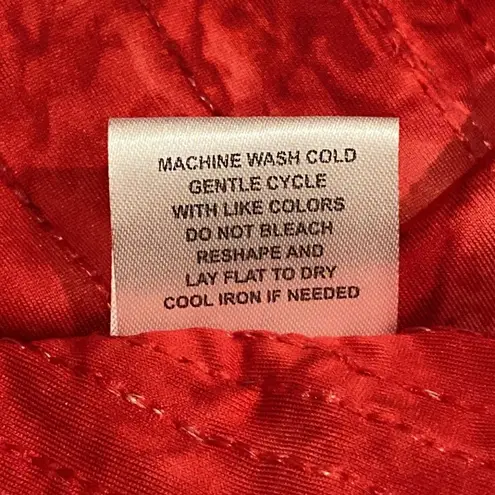 MACHINE WASH COLD
GENTLE CYCLE
WITH LIKE COLORS
DO NOT BLEACH
RESHAPE AND
LAY FLAT TO DRY
COOL IRON IF NEEDED